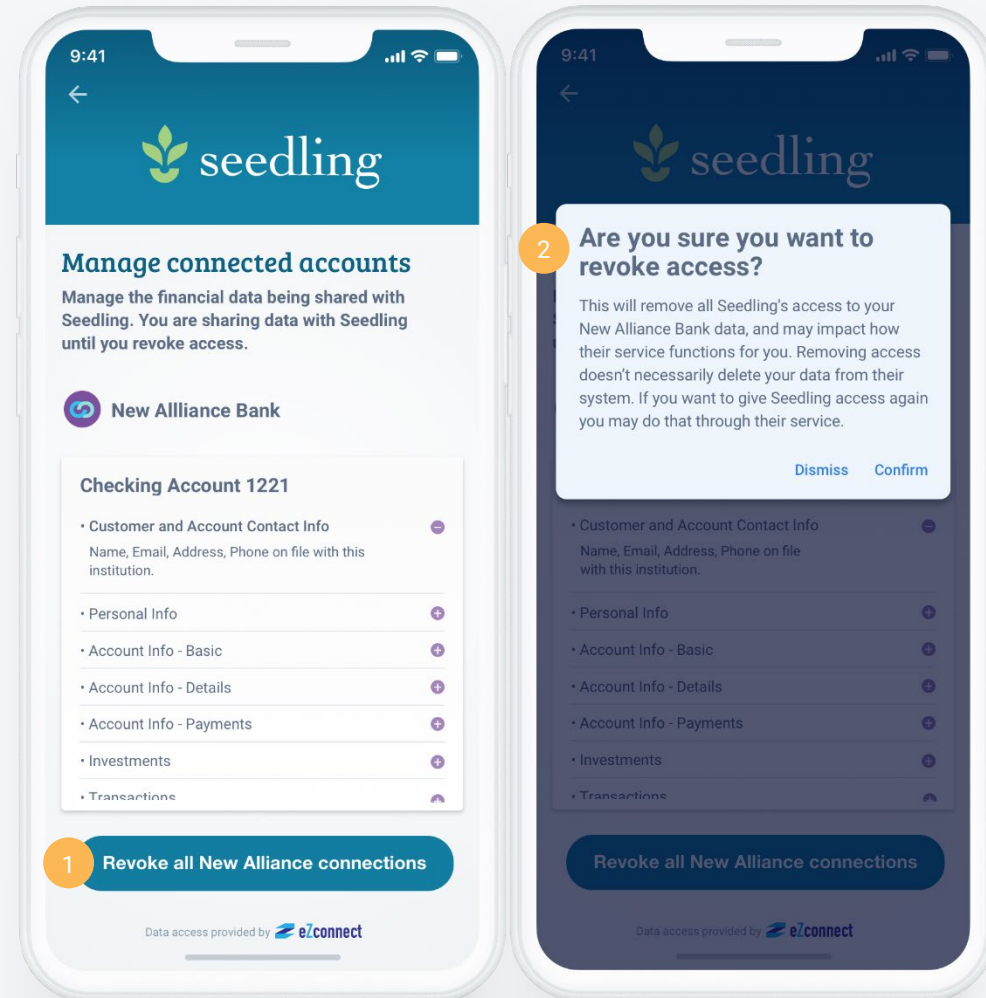 9:41
seedling
Manage connected accounts
Manage the financial data being shared with
Seedling. You are sharing data with Seedling
until you revoke access.
New Allliance Bank
Checking Account 1221
• Customer and Account Contact Info
Name, Email, Address, Phone on file with this
institution.
• Personal Info
• Account Info - Basic
• Account Info - Details
• Account Info - Payments
• Investments
• Transactions
1
Revoke all New Alliance connections
Data access provided by eZconnect
9:41
seedling
2
Are you sure you want to
revoke access?
This will remove all Seedling's access to your
New Alliance Bank data, and may impact how
their service functions for you. Removing access
doesn't necessarily delete your data from their
system. If you want to give Seedling access again
you may do that through their service.
Dismiss Confirm
• Customer and Account Contact Info
Name, Email, Address, Phone on file
with this institution.
• Personal Info
• Account Info - Basic
• Account Info - Details
• Account Info - Payments
• Investments
• Transactions
Revoke all New Alliance connections
Data access provided by eZconnect